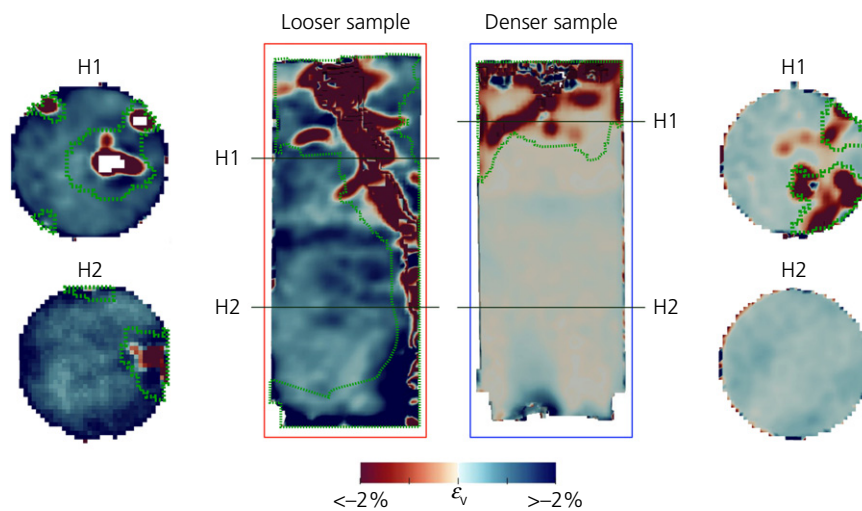 Looser sample
Denser sample
H1
H1
H1
H1
H2
H2
H2
H2
<–2%
εv
>–2%